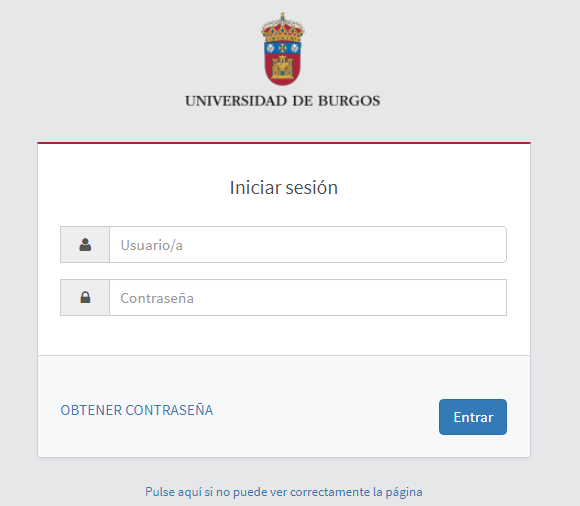 UNIVERSIDAD DE BURGOS
Iniciar sesión
Usuario/a
Contraseña
OBTENER CONTRASEÑA
Entrar
Pulse aquí si no puede ver correctamente la página